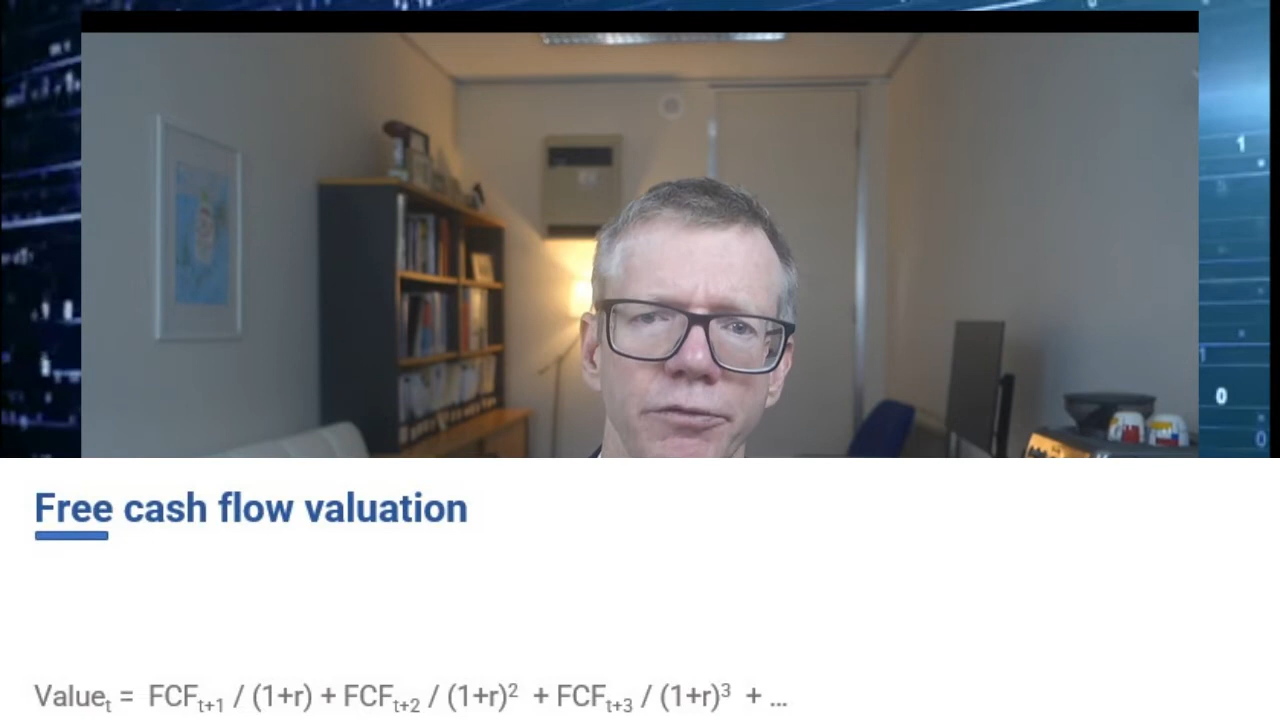 Free cash flow valuation
Valueₜ = FCFₜ₊₁ / (1+r) + FCFₜ₊₂ / (1+r)² + FCFₜ₊₃ / (1+r)³ + ...